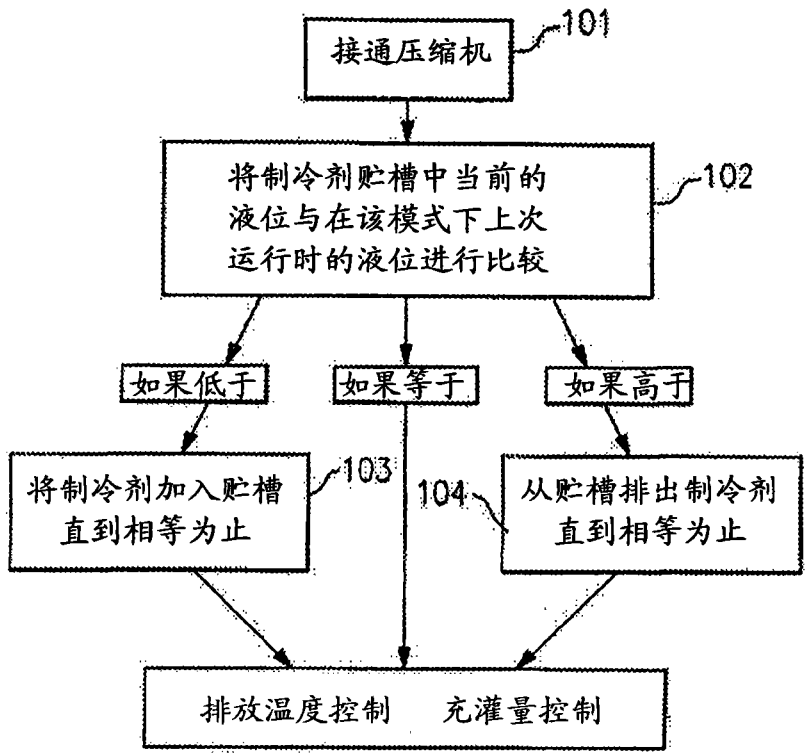 接通压缩机
101
将制冷剂贮槽中当前的
液位与在该模式下上次
运行时的液位进行比较
102
如果低于
如果等于
如果高于
将制冷剂加入贮槽
直到相等为止
103
104
从贮槽排出制冷剂
直到相等为止
排放温度控制 充灌量控制